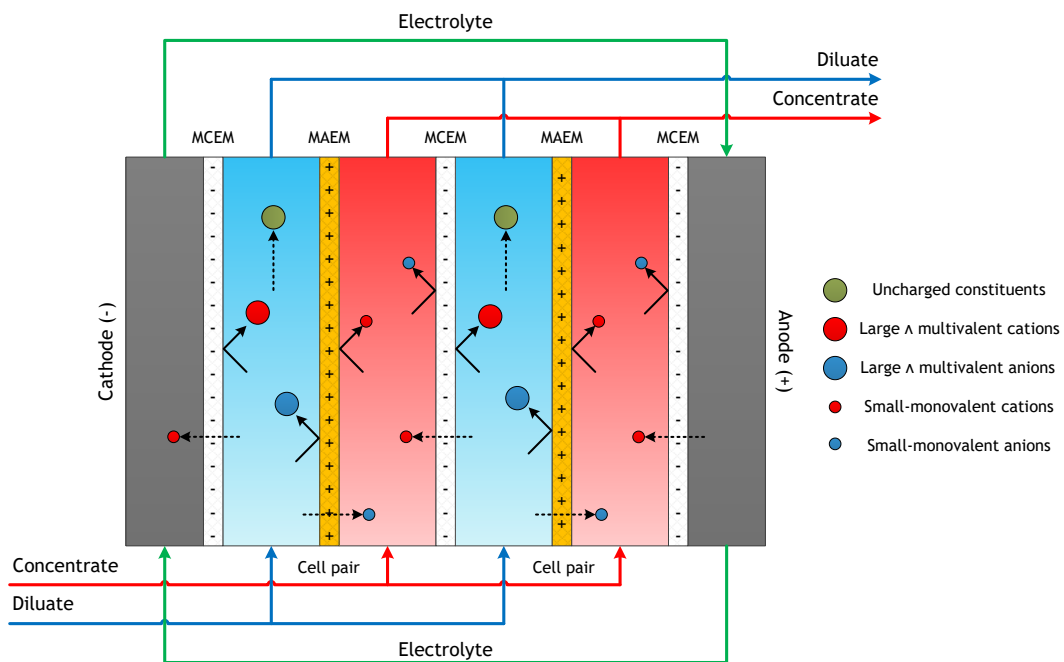 Electrolyte
Diluate
Concentrate
MCEM MAEM MCEM MAEM MCEM
Cathode (-)
Anode (+)
Uncharged constituents
Large ∧ multivalent cations
Large ∧ multivalent anions
Small-monovalent cations
Small-monovalent anions
Concentrate
Cell pair Cell pair
Diluate
Electrolyte